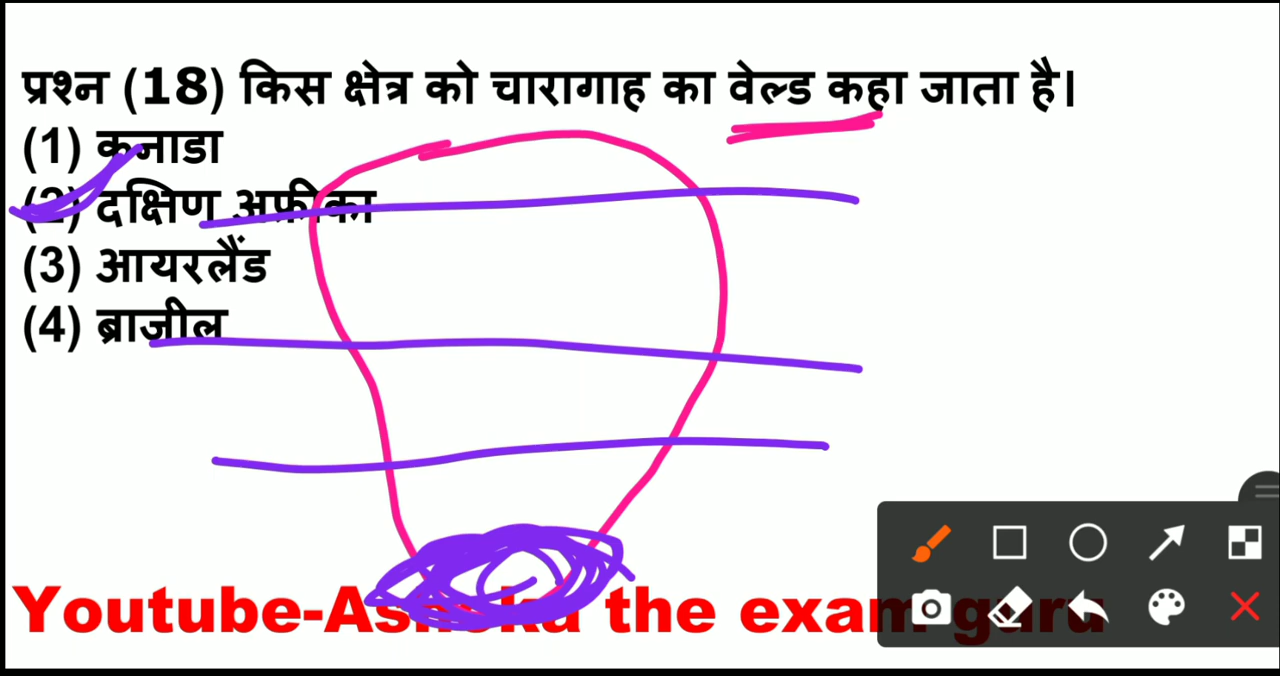 प्रश्न (18) किस क्षेत्र को चारागाह का वेल्ड कहा जाता है।
(1) कनाडा
(2) दक्षिण अफ्रीका
(3) आयरलैंड
(4) ब्राजील
Youtube-Ashoka the exam guru